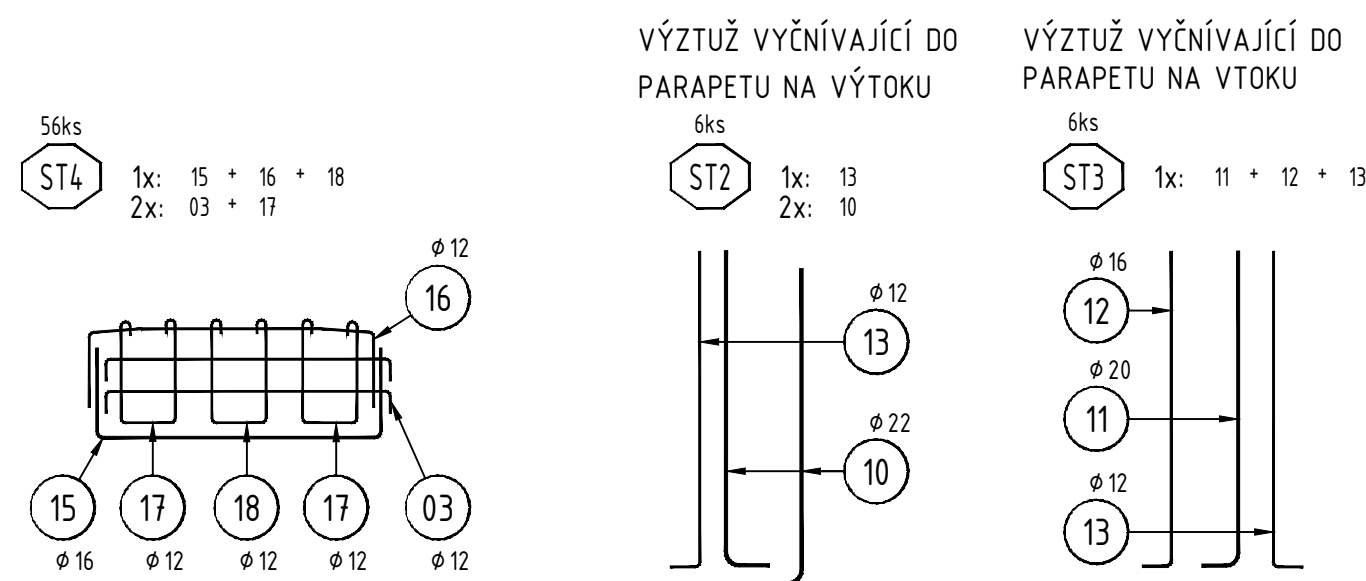 56ks
ST4
1x: 15 + 16 + 18
2x: 03 + 17
ϕ 12
16
15
17
18
17
03
ϕ 16
ϕ 12
ϕ 12
ϕ 12
ϕ 12
VÝZTUŽ VYČNÍVAJÍCÍ DO
PARAPETU NA VÝTOKU
6ks
ST2
1x: 13
2x: 10
ϕ 12
13
ϕ 22
10
VÝZTUŽ VYČNÍVAJÍCÍ DO
PARAPETU NA VTOKU
6ks
ST3
1x: 11 + 12 + 13
ϕ 16
12
ϕ 20
11
ϕ 12
13